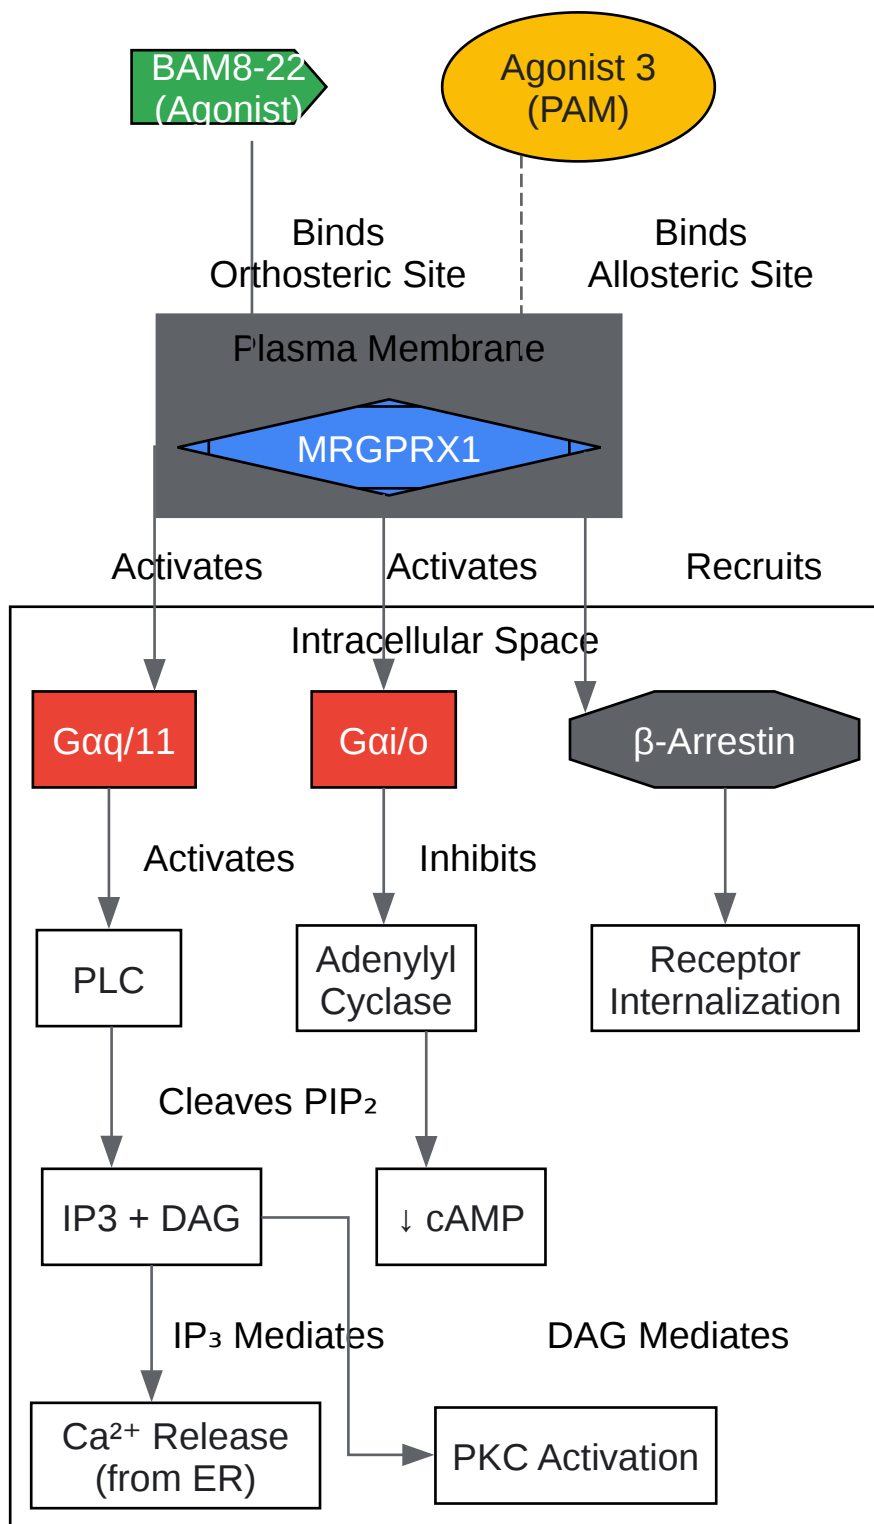 BAM8-22
(Agonist)
Agonist 3
(PAM)
Binds
Orthosteric Site
Binds
Allosteric Site
Plasma Membrane
MRGPRX1
Activates
Activates
Recruits
Intracellular Space
Gαq/11
Gαi/o
β-Arrestin
Activates
Inhibits
PLC
Adenylyl
Cyclase
Receptor
Internalization
Cleaves PIP₂
IP3 + DAG
↓ cAMP
IP₃ Mediates
DAG Mediates
Ca²⁺ Release
(from ER)
PKC Activation